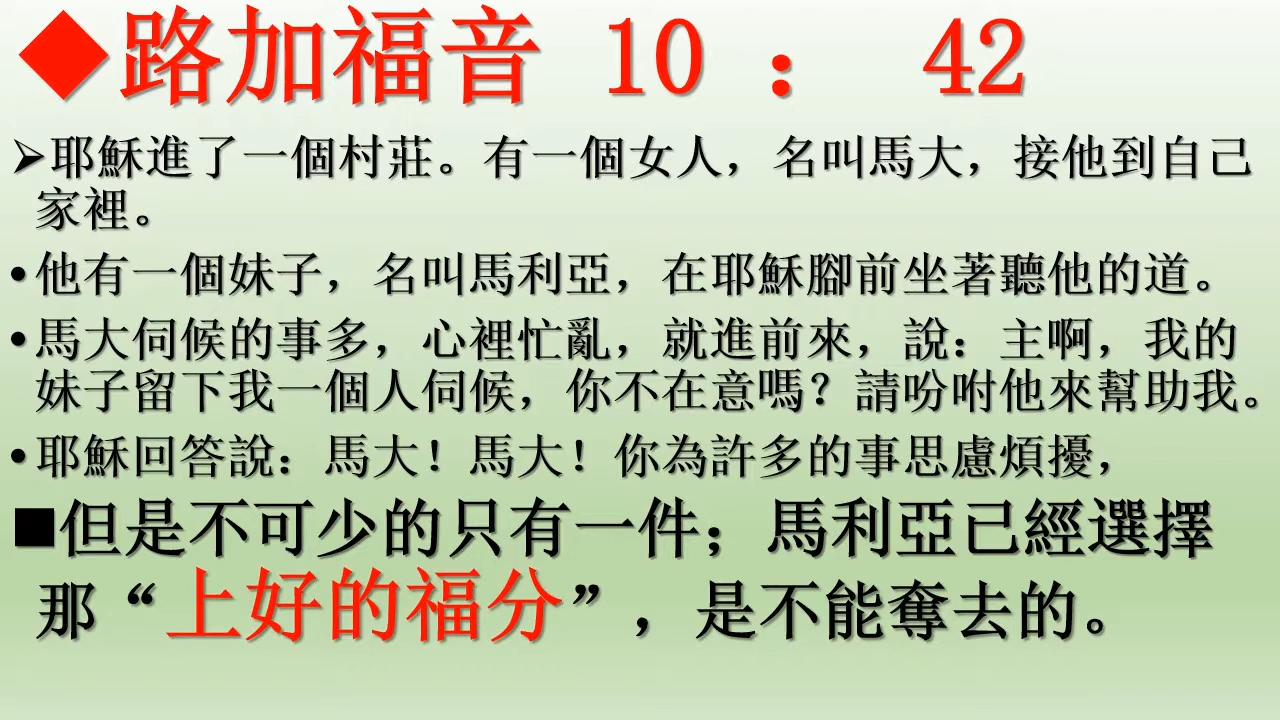 ◆路加福音 10 : 42
➢耶穌進了一個村莊。有一個女人，名叫馬大，接他到自己
家裡。
•他有一個妹子，名叫馬利亞，在耶穌腳前坐著聽他的道。
•馬大伺候的事多，心裡忙亂，就進前來，說：主啊，我的
妹子留下我一個人伺候，你不在意嗎？請吩咐他來幫助我。
•耶穌回答說：馬大！馬大！你為許多的事思慮煩擾，
■但是不可少的只有一件；馬利亞已經選擇
那“上好的福分”，是不能奪去的。